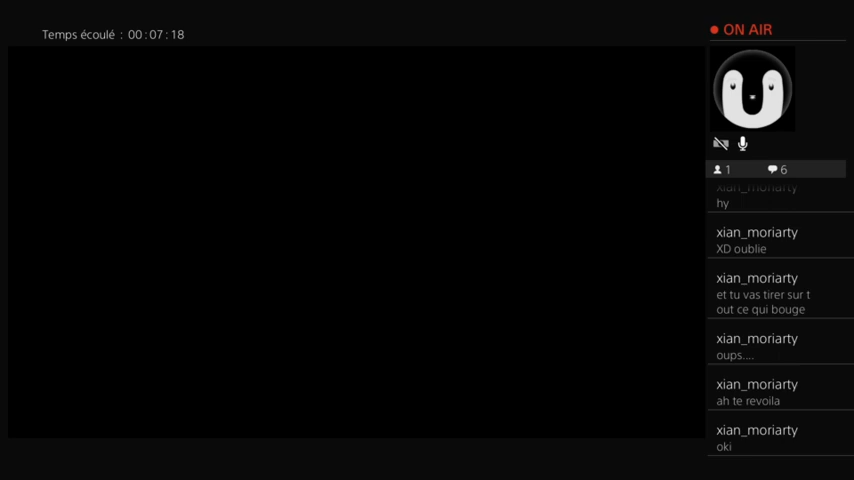 Temps écoulé : 00:07:18
ON AIR
1 6
xian_moriarty
hy
xian_moriarty
XD oublie
xian_moriarty
et tu vas tirer sur t
out ce qui bouge
xian_moriarty
oups....
xian_moriarty
ah te revoila
xian_moriarty
oki